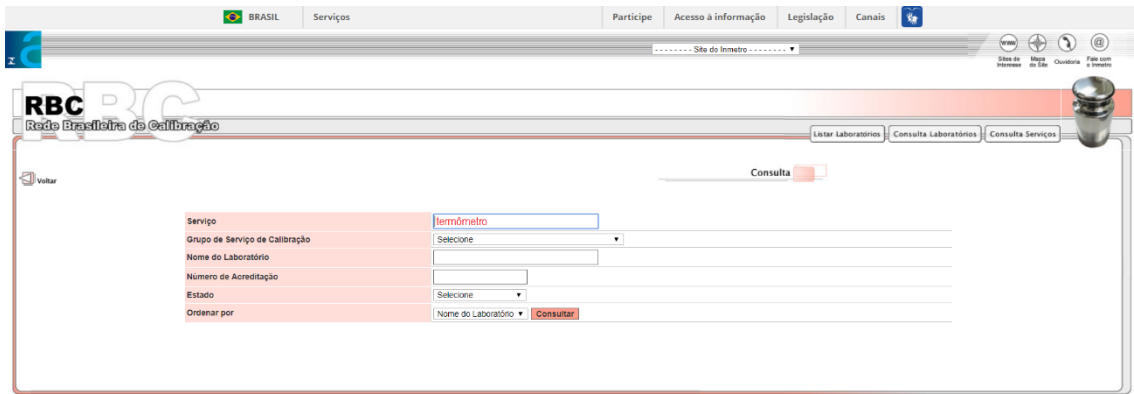 BRASIL Serviços Participe Acesso à informação Legislação Canais
- - - - - - - - Site do Inmetro - - - - - - - -
www
@
Sites de Interesse
Mapa do Site
Ouvidoria
Fale com o Inmetro
RBC
Rede Brasileira de Calibração
Listar Laboratórios Consulta Laboratórios Consulta Serviços
Voltar
Consulta
Serviço termômetro
Grupo de Serviço de Calibração Selecione
Nome do Laboratório
Número de Acreditação
Estado Selecione
Ordenar por Nome do Laboratório Consultar